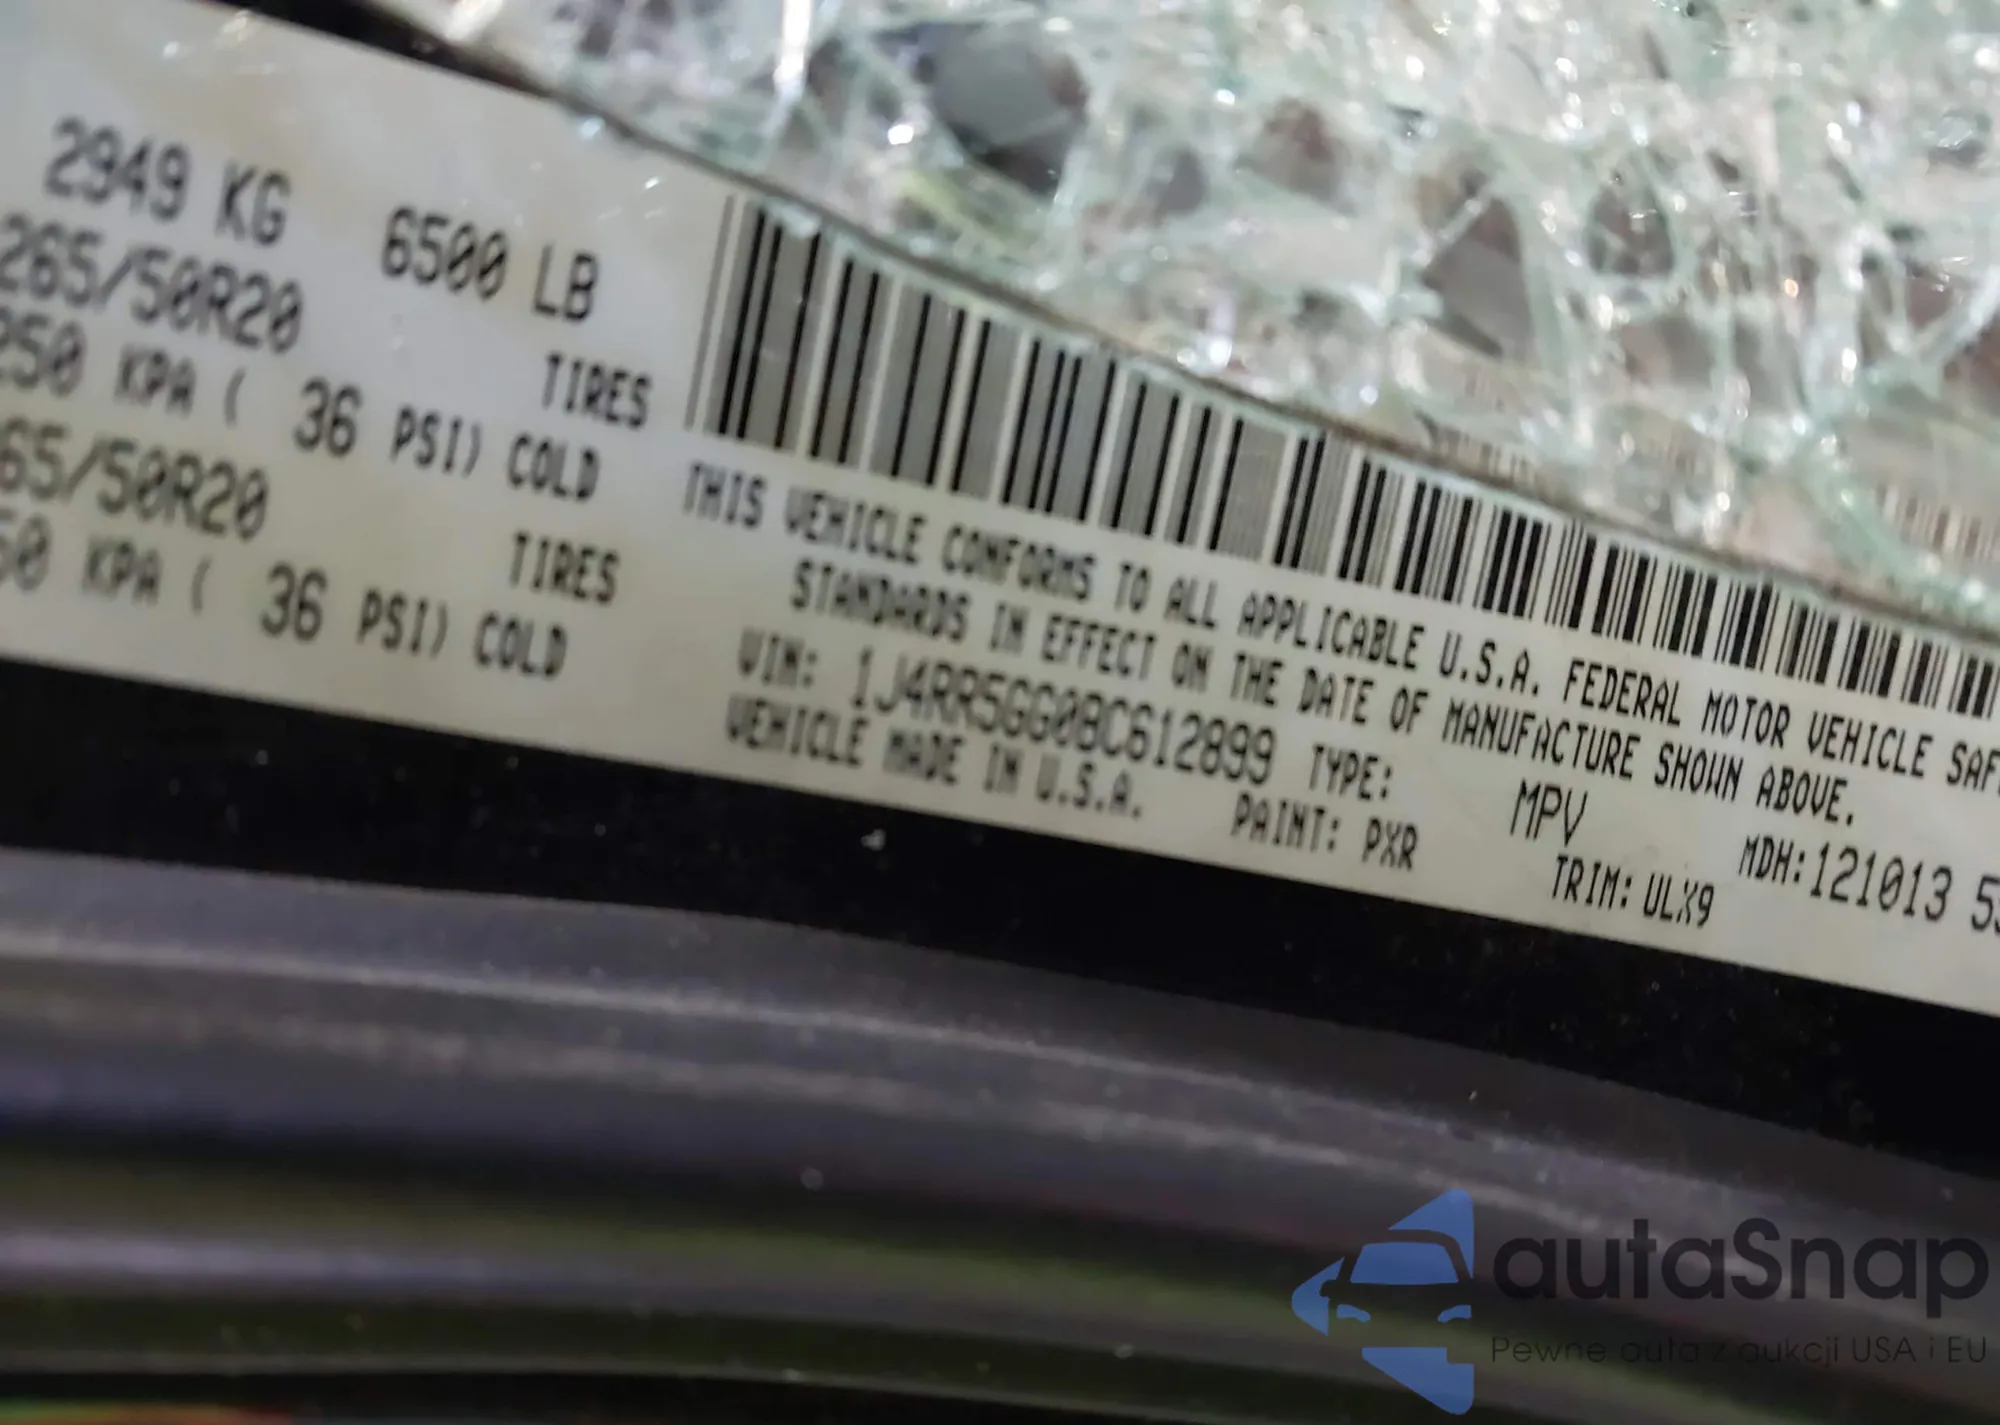 2949 KG 6500 LB
265/50R20 TIRES
250 KPA ( 36 PSI) COLD
65/50R20 TIRES
50 KPA ( 36 PSI) COLD
THIS VEHICLE CONFORMS TO ALL APPLICABLE U.S.A. FEDERAL MOTOR VEHICLE SAF
STANDARDS IN EFFECT ON THE DATE OF MANUFACTURE SHOWN ABOVE.
VIN: 1J4RR5GG0BC612899 TYPE: MPV MDH:121013 5
VEHICLE MADE IN U.S.A. PAINT: PXR TRIM: ULX9
autaSnap
Pewne auta z aukcji USA i EU